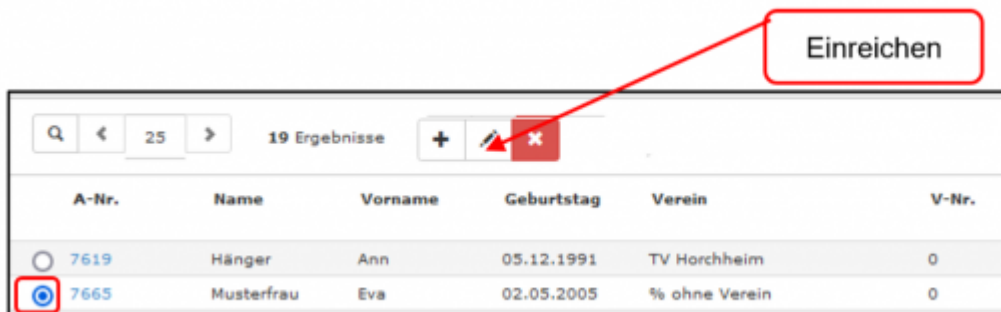 Einreichen
25 19 Ergebnisse
A-Nr. Name Vorname Geburtstag Verein V-Nr.
7619 Hänger Ann 05.12.1991 TV Horchheim 0
7665 Musterfrau Eva 02.05.2005 % ohne Verein 0